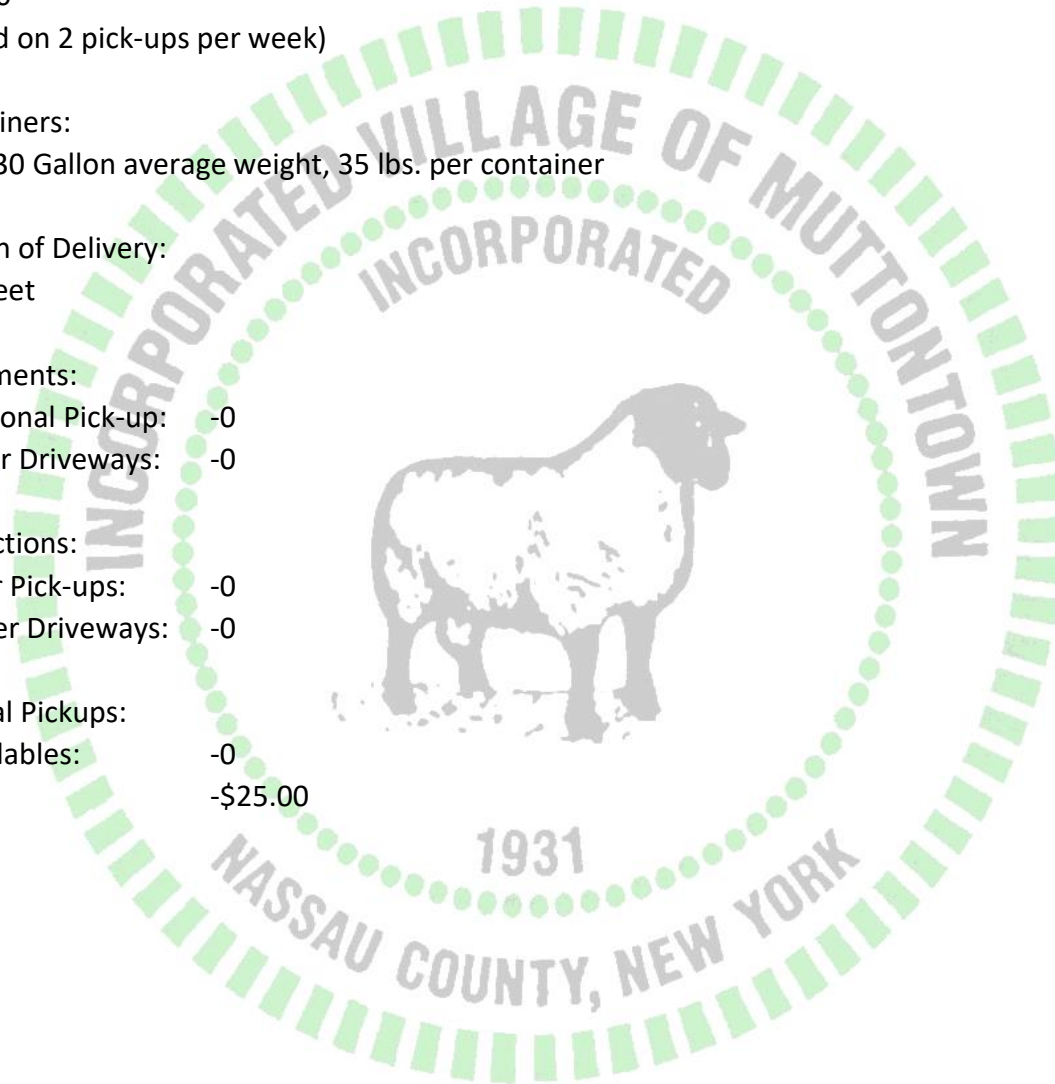 d on 2 pick-ups per week)
iners:
30 Gallon average weight, 35 lbs. per container
of Delivery:
eet
ments:
onal Pick-up: -0
r Driveways: -0
ctions:
r Pick-ups: -0
er Driveways: -0
al Pickups:
lables: -0
-$25.00
INCORPORATED VILLAGE OF MUTTONTOWN
INCORPORATED
1931
NASSAU COUNTY, NEW YORK